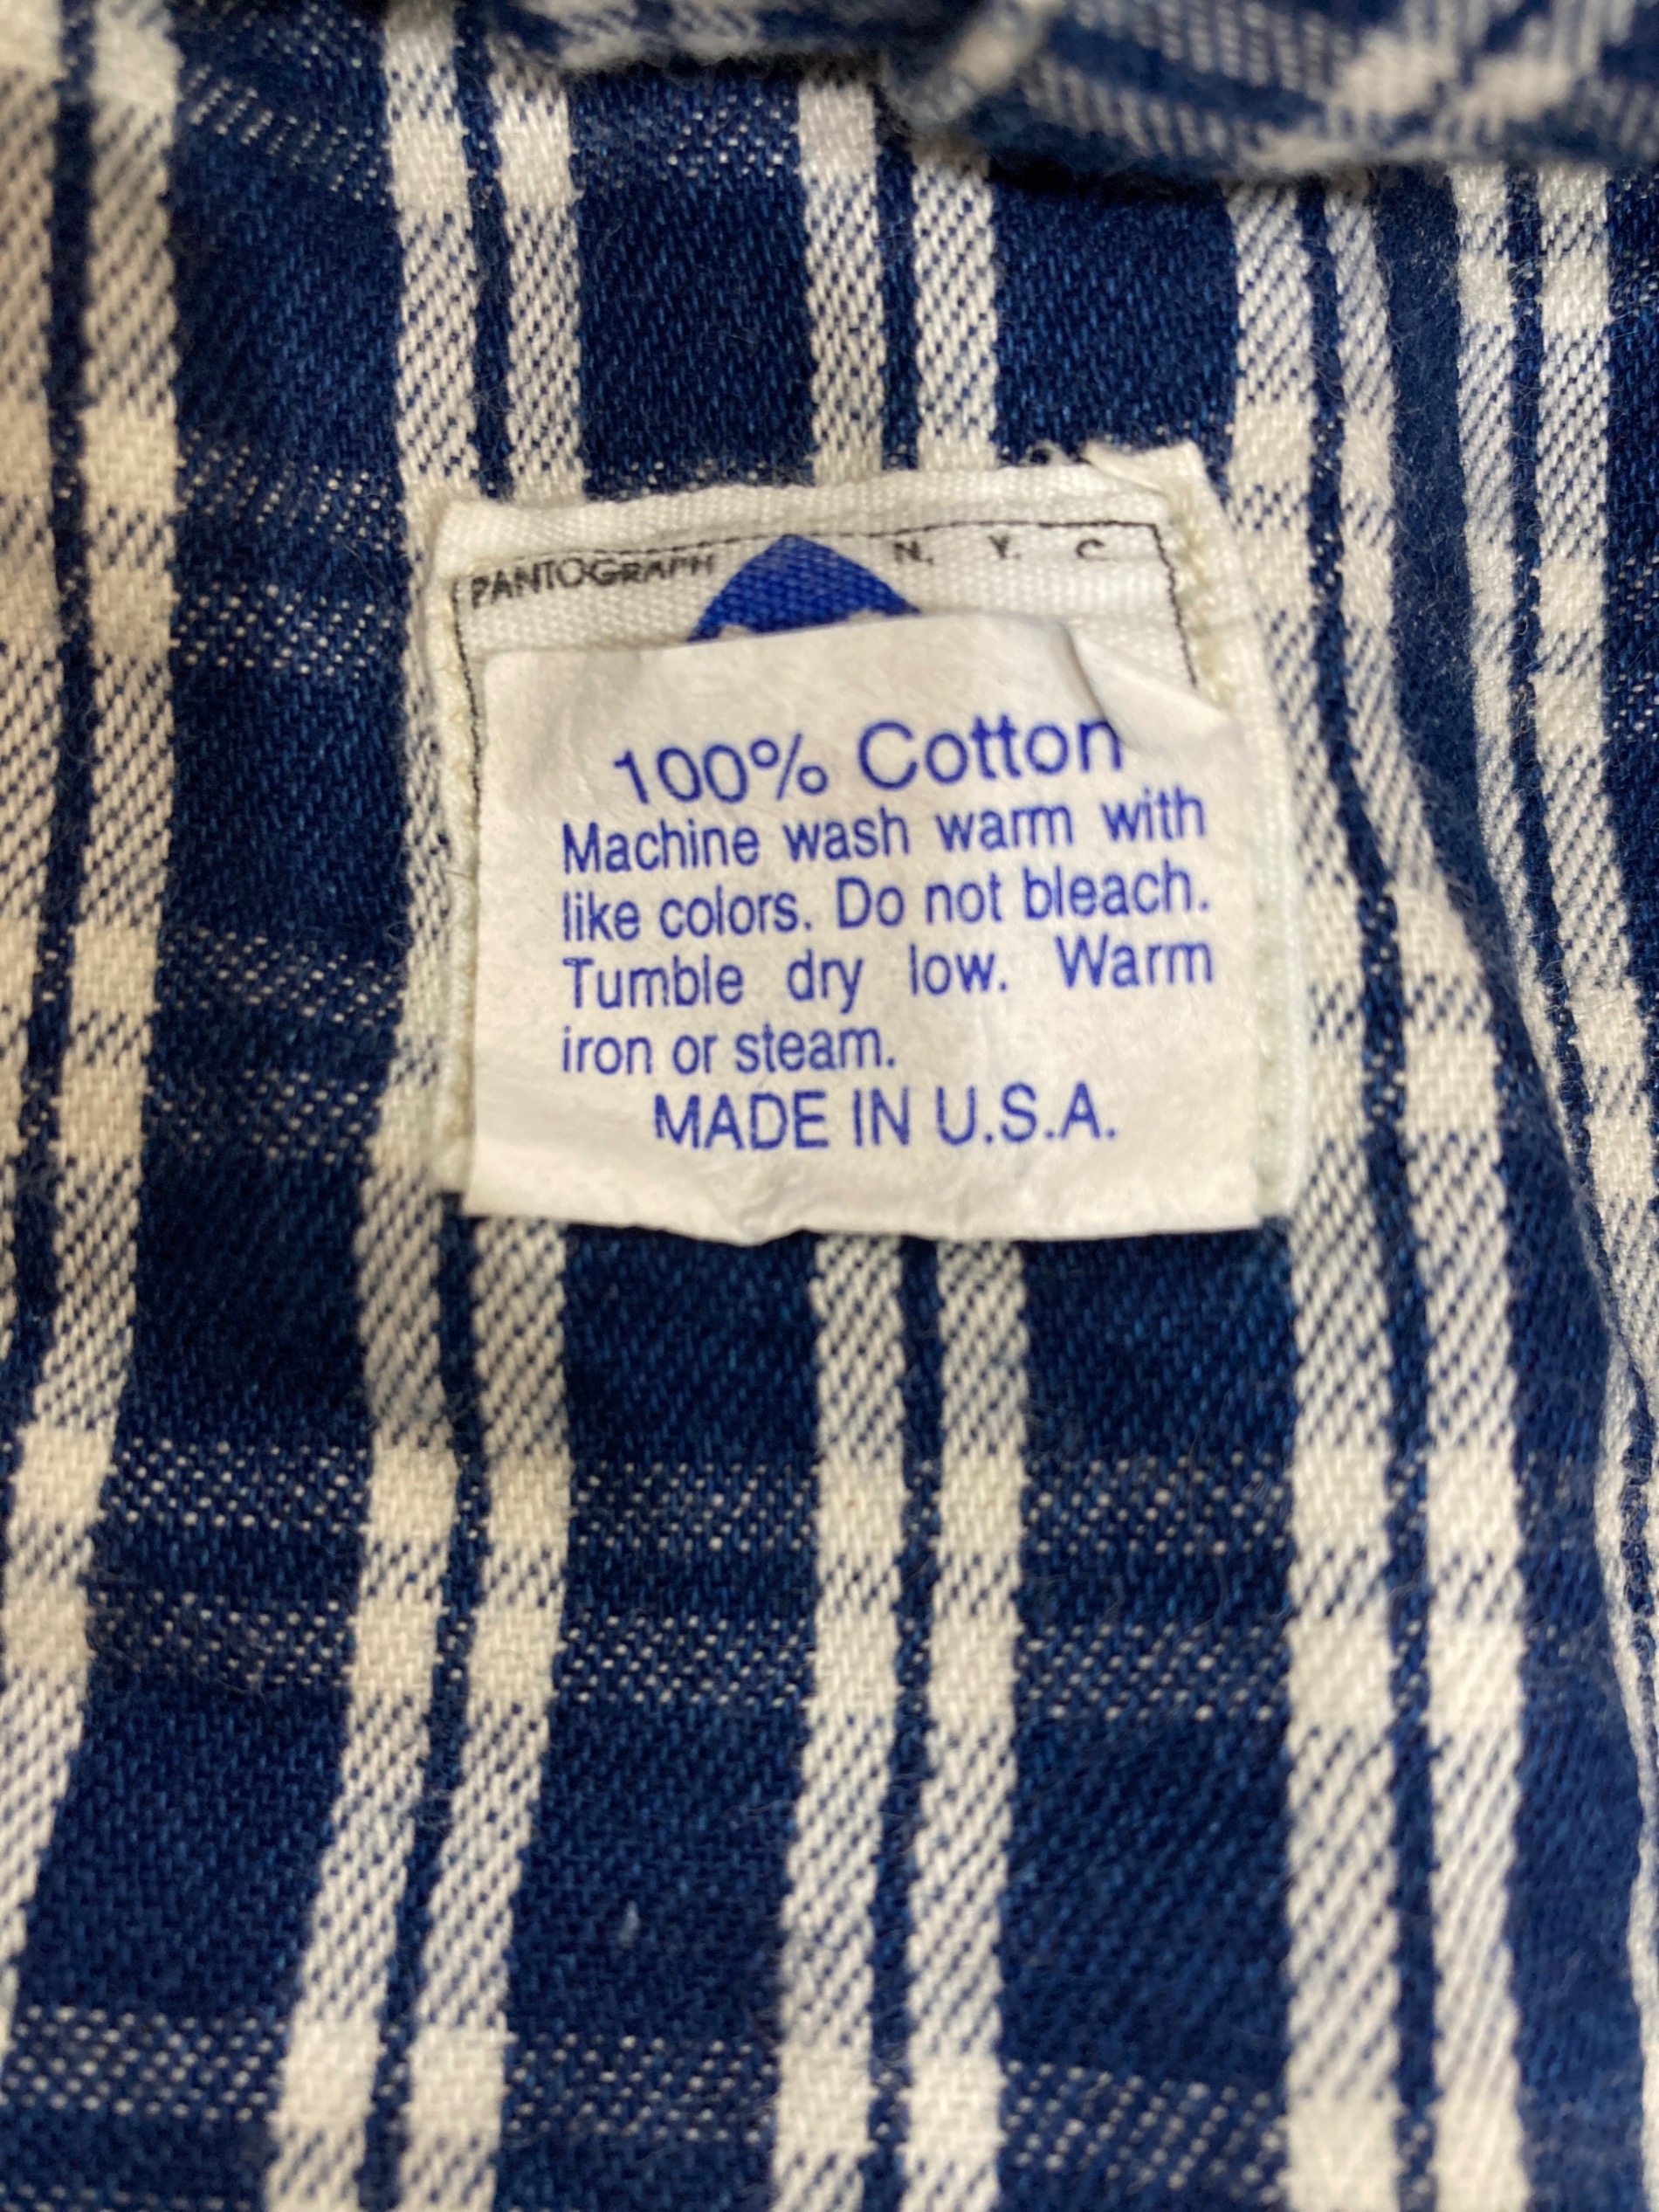 PANTOGRAPH N. Y. C.
100% Cotton
Machine wash warm with
like colors. Do not bleach.
Tumble dry low. Warm
iron or steam.
MADE IN U.S.A.